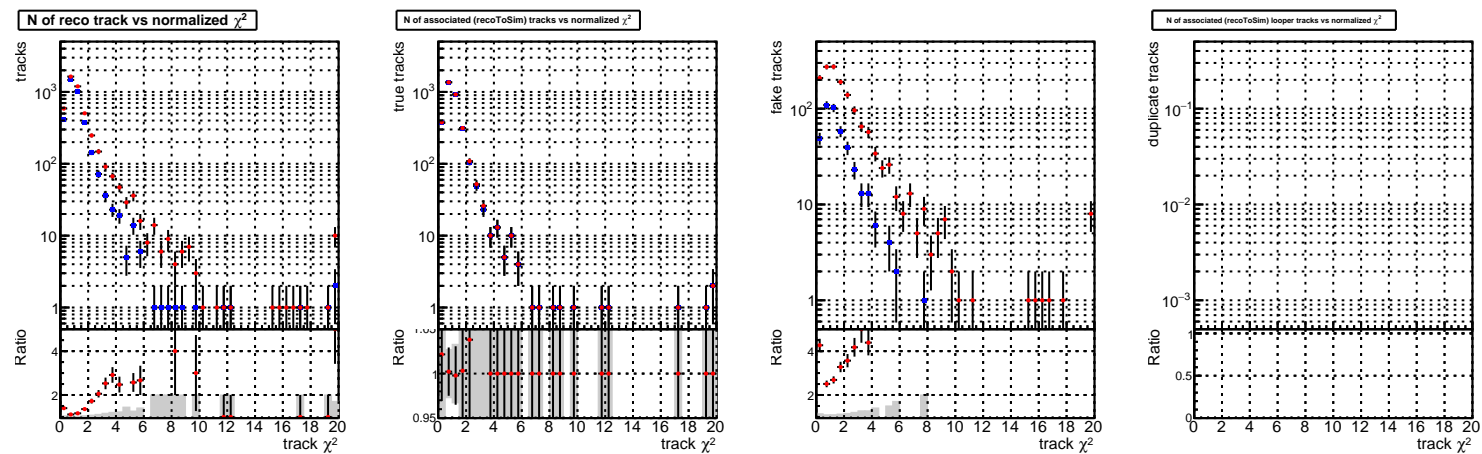 N of reco track vs normalized χ²
tracks
10³
10²
10
1
Ratio
4
2
0 2 4 6 8 10 12 14 16 18 20
track χ²
N of associated (recoToSim) tracks vs normalized χ²
true tracks
10³
10²
10
1
Ratio
1.05
1
0.95
0 2 4 6 8 10 12 14 16 18 20
track χ²
fake tracks
10²
10
1
Ratio
4
2
0 2 4 6 8 10 12 14 16 18 20
track χ²
N of associated (recoToSim) looper tracks vs normalized χ²
duplicate tracks
10⁻¹
10⁻²
10⁻³
Ratio
1
0.5
0
0 2 4 6 8 10 12 14 16 18 20
track χ²